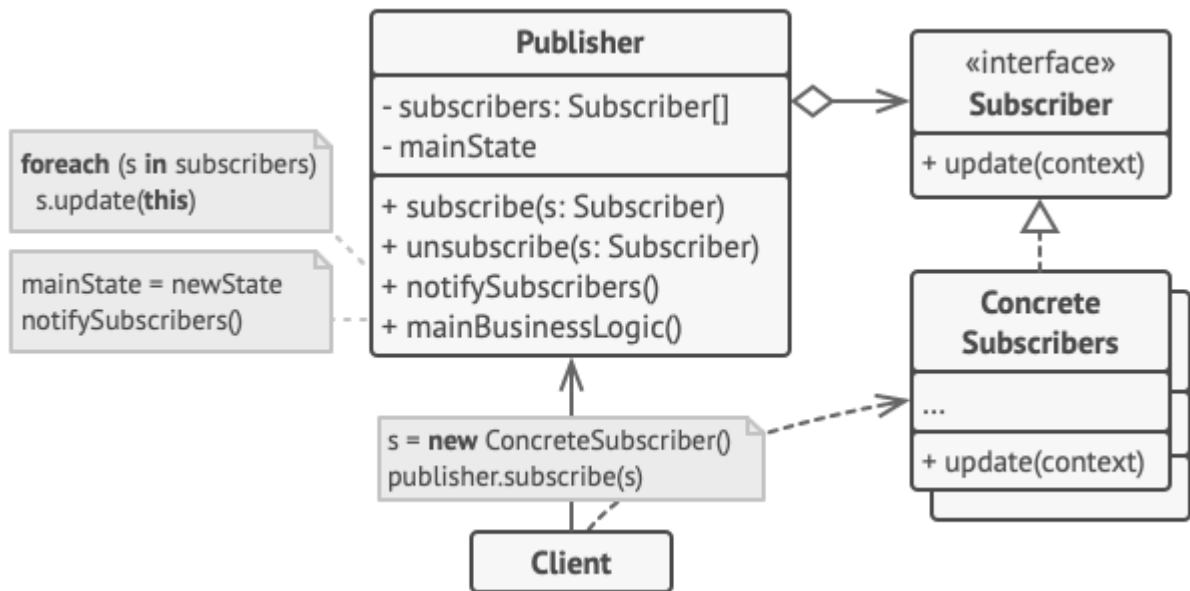 Publisher
- subscribers: Subscriber[]
- mainState
+ subscribe(s: Subscriber)
+ unsubscribe(s: Subscriber)
+ notifySubscribers()
+ mainBusinessLogic()
«interface»
Subscriber
+ update(context)
foreach (s in subscribers)
s.update(this)
mainState = newState
notifySubscribers()
Concrete
Subscribers
...
+ update(context)
s = new ConcreteSubscriber()
publisher.subscribe(s)
Client